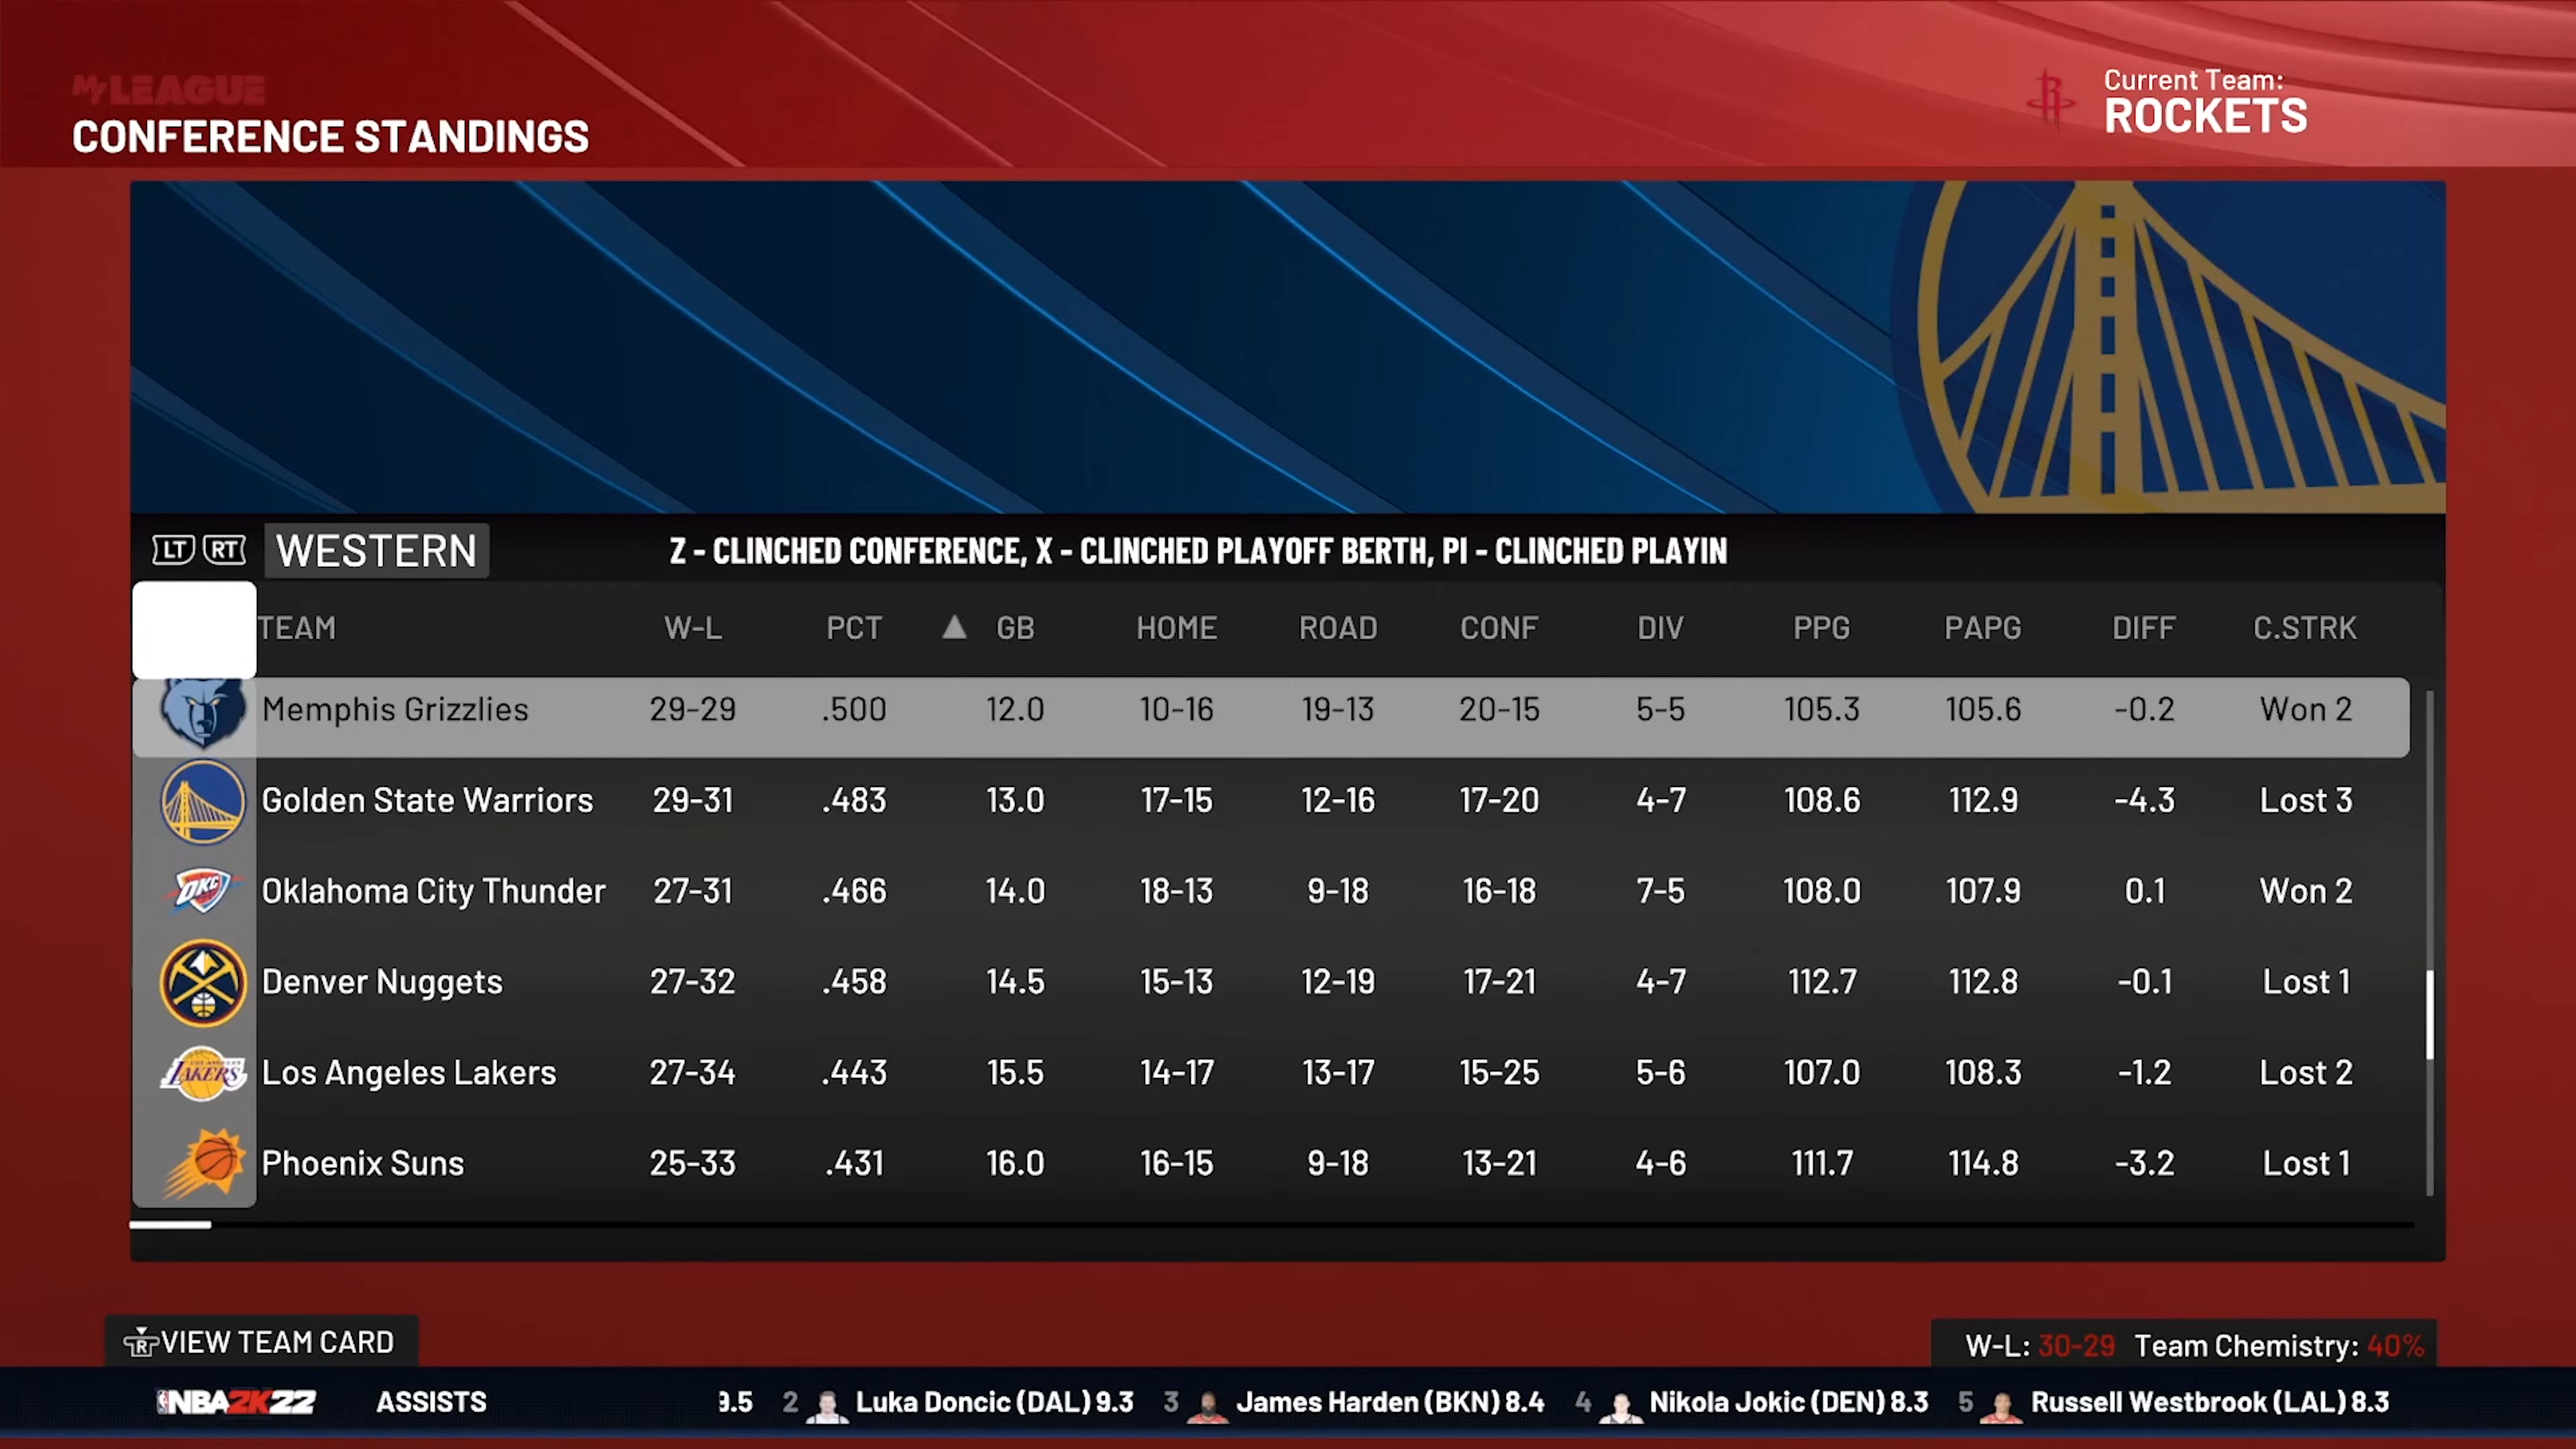 MyLEAGUE
CONFERENCE STANDINGS
Current Team:
ROCKETS
LT RT WESTERN Z - CLINCHED CONFERENCE, X - CLINCHED PLAYOFF BERTH, PI - CLINCHED PLAYIN
TEAM W-L PCT GB HOME ROAD CONF DIV PPG PAPG DIFF C.STRK
Memphis Grizzlies 29-29 .500 12.0 10-16 19-13 20-15 5-5 105.3 105.6 -0.2 Won 2
Golden State Warriors 29-31 .483 13.0 17-15 12-16 17-20 4-7 108.6 112.9 -4.3 Lost 3
OKC Oklahoma City Thunder 27-31 .466 14.0 18-13 9-18 16-18 7-5 108.0 107.9 0.1 Won 2
Denver Nuggets 27-32 .458 14.5 15-13 12-19 17-21 4-7 112.7 112.8 -0.1 Lost 1
LAKERS Los Angeles Lakers 27-34 .443 15.5 14-17 13-17 15-25 5-6 107.0 108.3 -1.2 Lost 2
Phoenix Suns 25-33 .431 16.0 16-15 9-18 13-21 4-6 111.7 114.8 -3.2 Lost 1
R VIEW TEAM CARD
W-L: 30-29 Team Chemistry: 40%
NBA 2K22 ASSISTS 9.5 2 Luka Doncic (DAL) 9.3 3 James Harden (BKN) 8.4 4 Nikola Jokic (DEN) 8.3 5 Russell Westbrook (LAL) 8.3